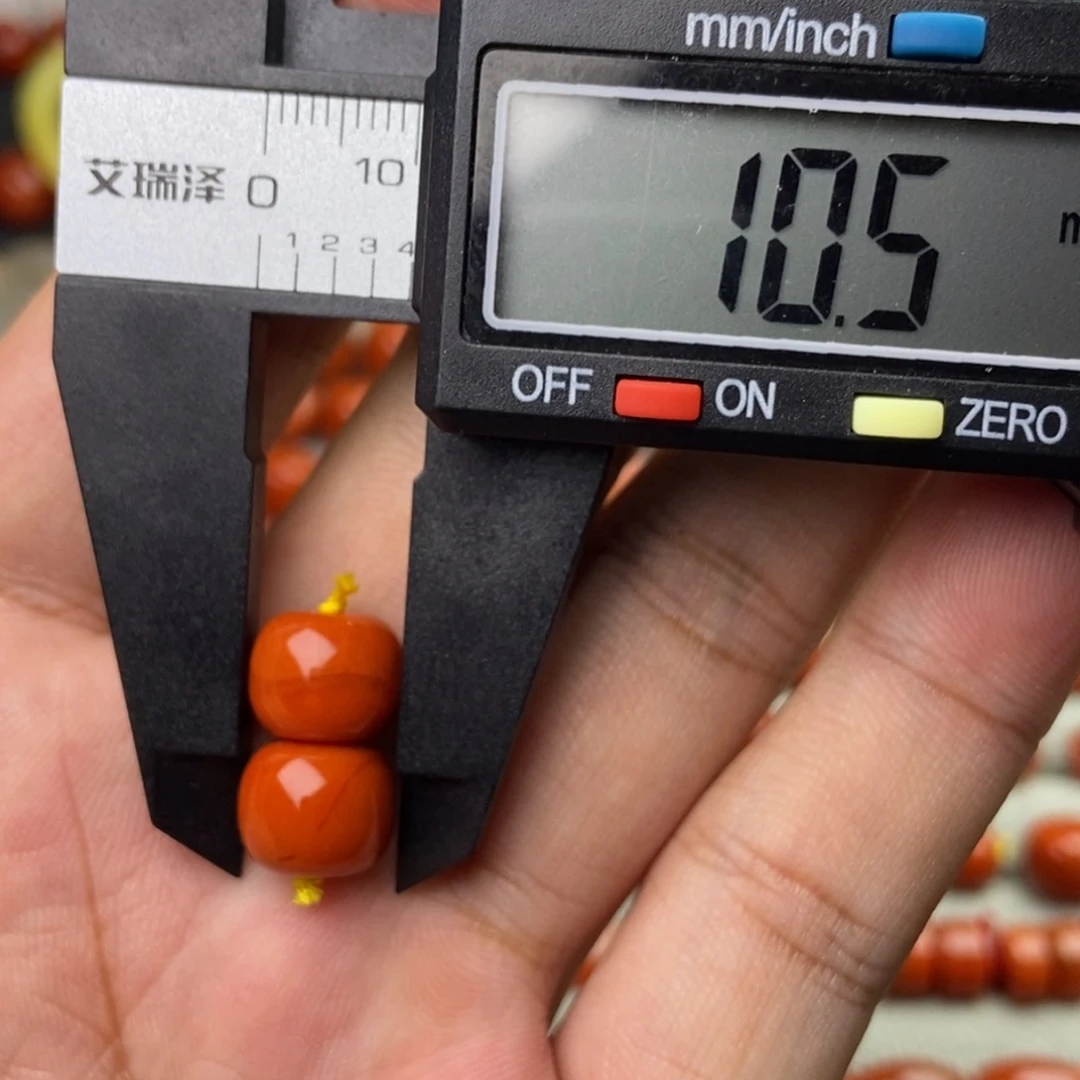 mm/inch
艾瑞泽 0 10
1 2 3 4
10.5
OFF ON ZERO